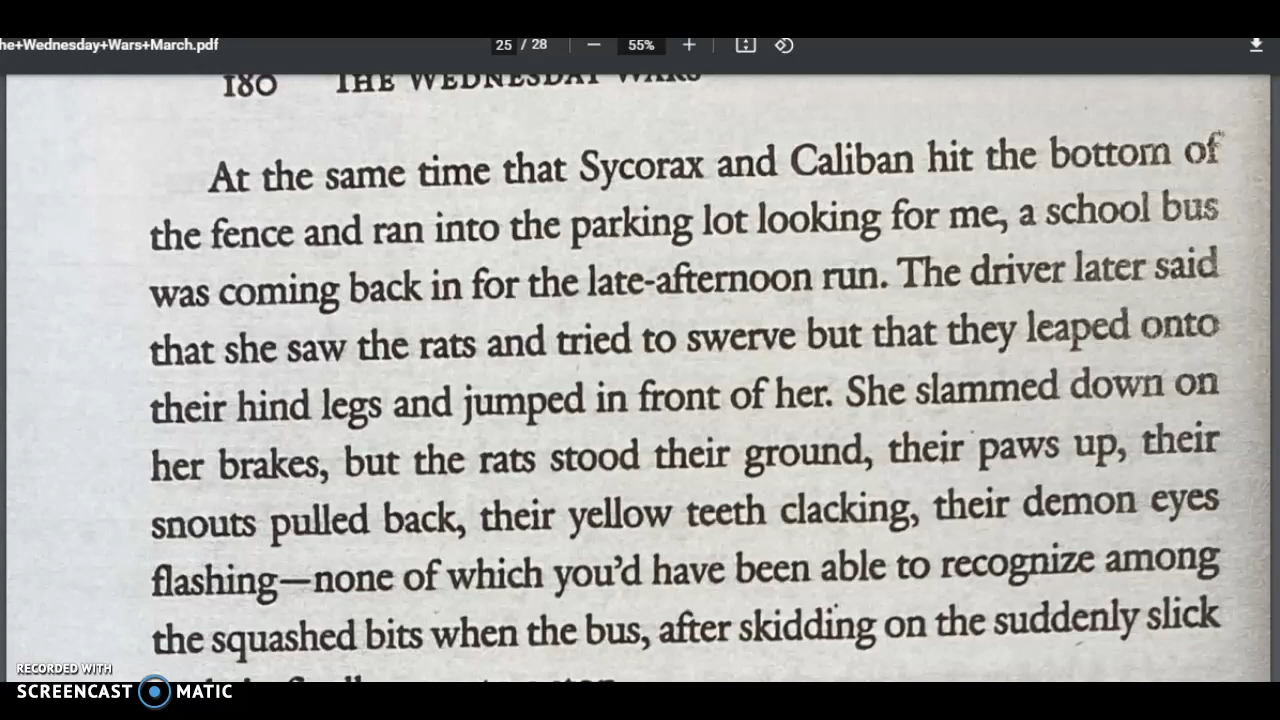 he+Wednesday+Wars+March.pdf
25 / 28
55%
180 THE WEDNESDAY WARS
At the same time that Sycorax and Caliban hit the bottom of
the fence and ran into the parking lot looking for me, a school bus
was coming back in for the late-afternoon run. The driver later said
that she saw the rats and tried to swerve but that they leaped onto
their hind legs and jumped in front of her. She slammed down on
her brakes, but the rats stood their ground, their paws up, their
snouts pulled back, their yellow teeth clacking, their demon eyes
flashing—none of which you'd have been able to recognize among
the squashed bits when the bus, after skidding on the suddenly slick
RECORDED WITH
SCREENCAST MATIC